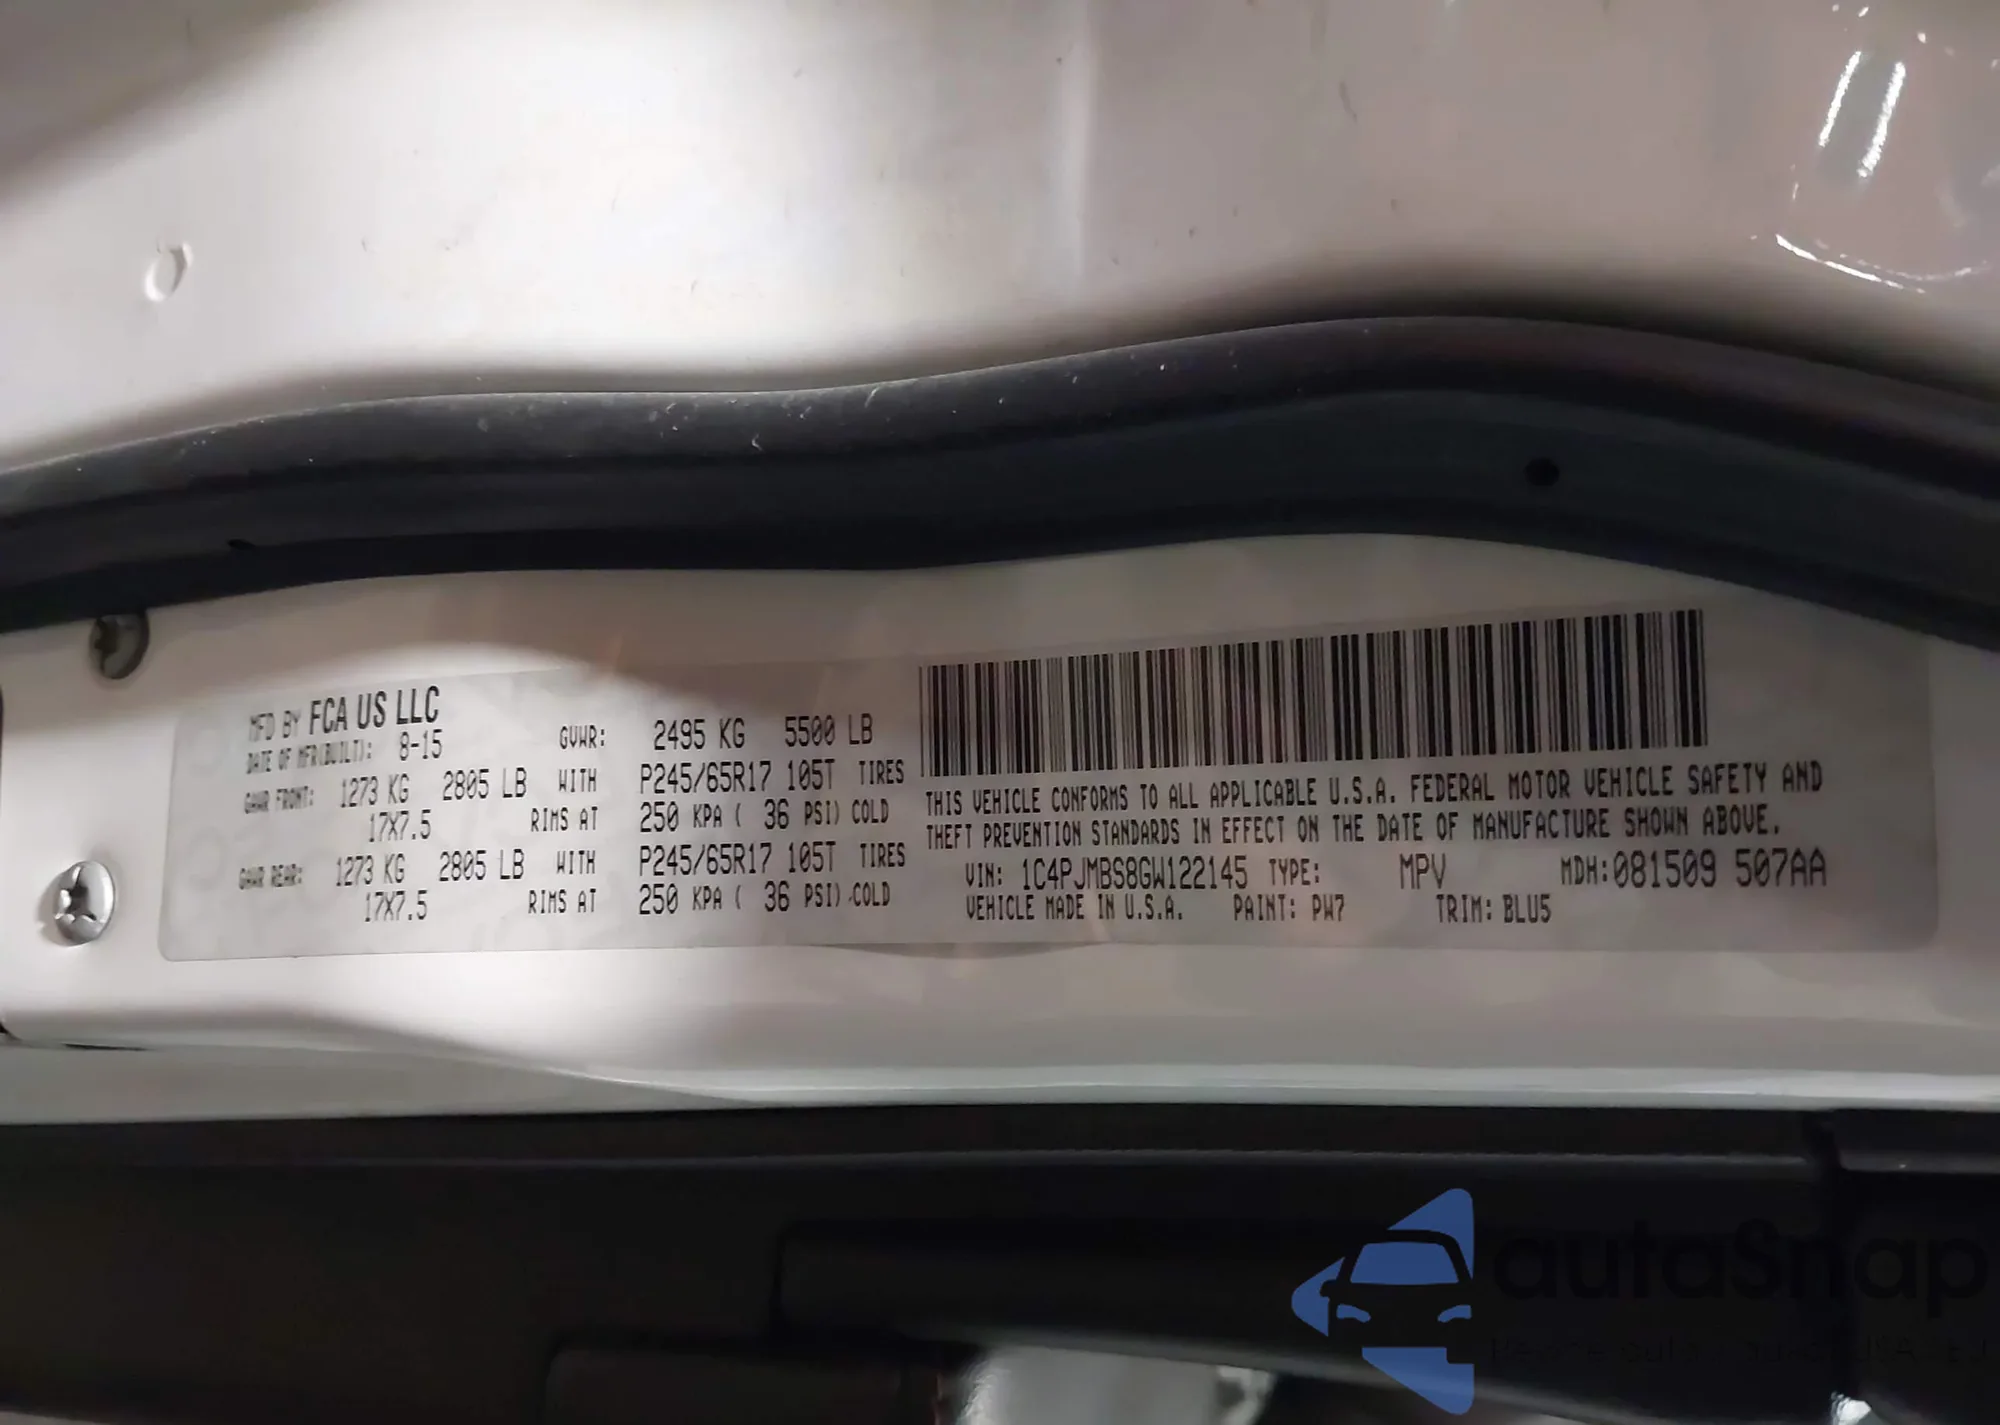 MFD BY FCA US LLC
DATE OF MFR(BUILT): 8-15 GVWR: 2495 KG 5500 LB
GAWR FRONT: 1273 KG 2805 LB WITH P245/65R17 105T TIRES
17X7.5 RIMS AT 250 KPA ( 36 PSI) COLD
GAWR REAR: 1273 KG 2805 LB WITH P245/65R17 105T TIRES
17X7.5 RIMS AT 250 KPA ( 36 PSI) COLD
THIS VEHICLE CONFORMS TO ALL APPLICABLE U.S.A. FEDERAL MOTOR VEHICLE SAFETY AND
THEFT PREVENTION STANDARDS IN EFFECT ON THE DATE OF MANUFACTURE SHOWN ABOVE.
VIN: 1C4PJMBS8GW122145 TYPE: MPV MDH:081509 507AA
VEHICLE MADE IN U.S.A. PAINT: PW7 TRIM: BLU5
autaSnap